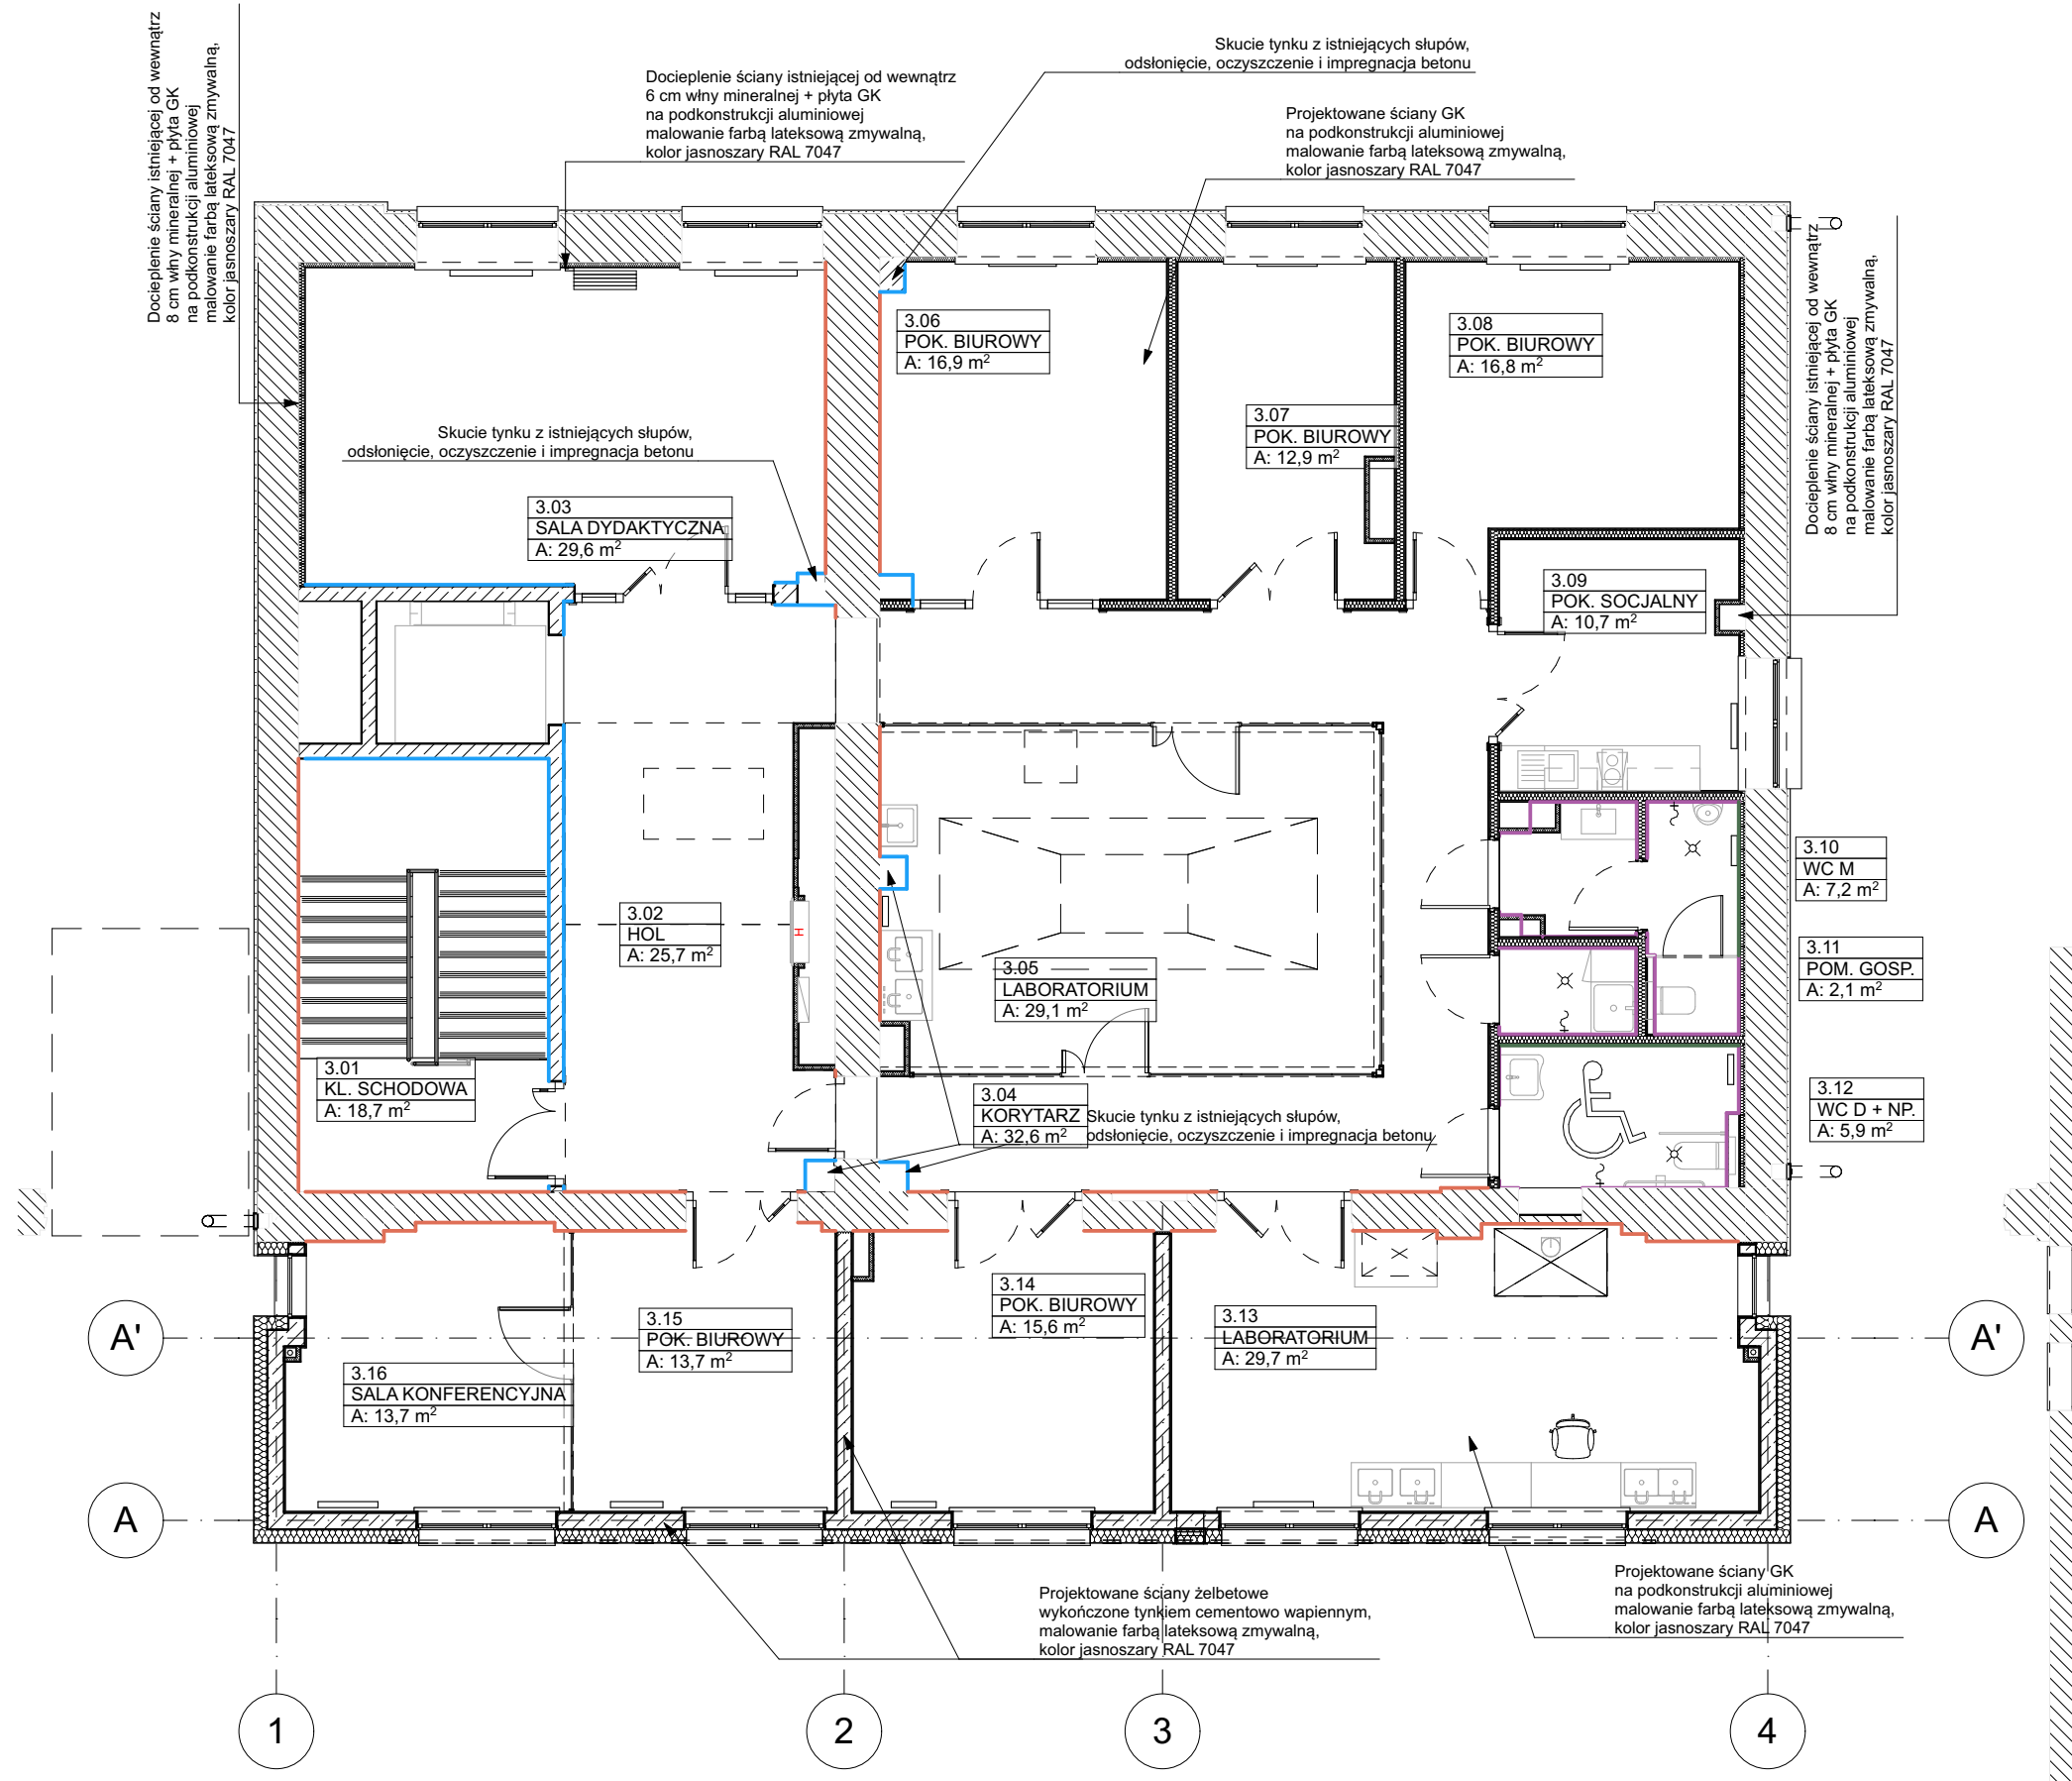 Docieplenie ściany istniejącej od wewnątrz
8 cm włny mineralnej + płyta GK
na podkonstrukcji aluminiowej
malowanie farbą lateksową zmywalną,
kolor jasnoszary RAL 7047
Docieplenie ściany istniejącej od wewnątrz
6 cm włny mineralnej + płyta GK
na podkonstrukcji aluminiowej
malowanie farbą lateksową zmywalną,
kolor jasnoszary RAL 7047
Skucie tynku z istniejących słupów,
odsłonięcie, oczyszczenie i impregnacja betonu
Projektowane ściany GK
na podkonstrukcji aluminiowej
malowanie farbą lateksową zmywalną,
kolor jasnoszary RAL 7047
Docieplenie ściany istniejącej od wewnątrz
8 cm włny mineralnej + płyta GK
na podkonstrukcji aluminiowej
malowanie farbą lateksową zmywalną,
kolor jasnoszary RAL 7047
3.06
POK. BIUROWY
A: 16,9 m²
3.08
POK. BIUROWY
A: 16,8 m²
3.07
POK. BIUROWY
A: 12,9 m²
Skucie tynku z istniejących słupów,
odsłonięcie, oczyszczenie i impregnacja betonu
3.03
SALA DYDAKTYCZNA
A: 29,6 m²
3.09
POK. SOCJALNY
A: 10,7 m²
3.10
WC M
A: 7,2 m²
3.02
HOL
A: 25,7 m²
H
3.11
POM. GOSP.
A: 2,1 m²
3.05
LABORATORIUM
A: 29,1 m²
3.01
KL. SCHODOWA
A: 18,7 m²
3.04
KORYTARZ
A: 32,6 m²
Skucie tynku z istniejących słupów,
odsłonięcie, oczyszczenie i impregnacja betonu
3.12
WC D + NP.
A: 5,9 m²
3.14
POK. BIUROWY
A: 15,6 m²
3.15
POK. BIUROWY
A: 13,7 m²
3.13
LABORATORIUM
A: 29,7 m²
3.16
SALA KONFERENCYJNA
A: 13,7 m²
A'
A'
A
A
Projektowane ściany żelbetowe
wykończone tynkiem cementowo wapiennym,
malowanie farbą lateksową zmywalną,
kolor jasnoszary RAL 7047
Projektowane ściany GK
na podkonstrukcji aluminiowej
malowanie farbą lateksową zmywalną,
kolor jasnoszary RAL 7047
1
2
3
4